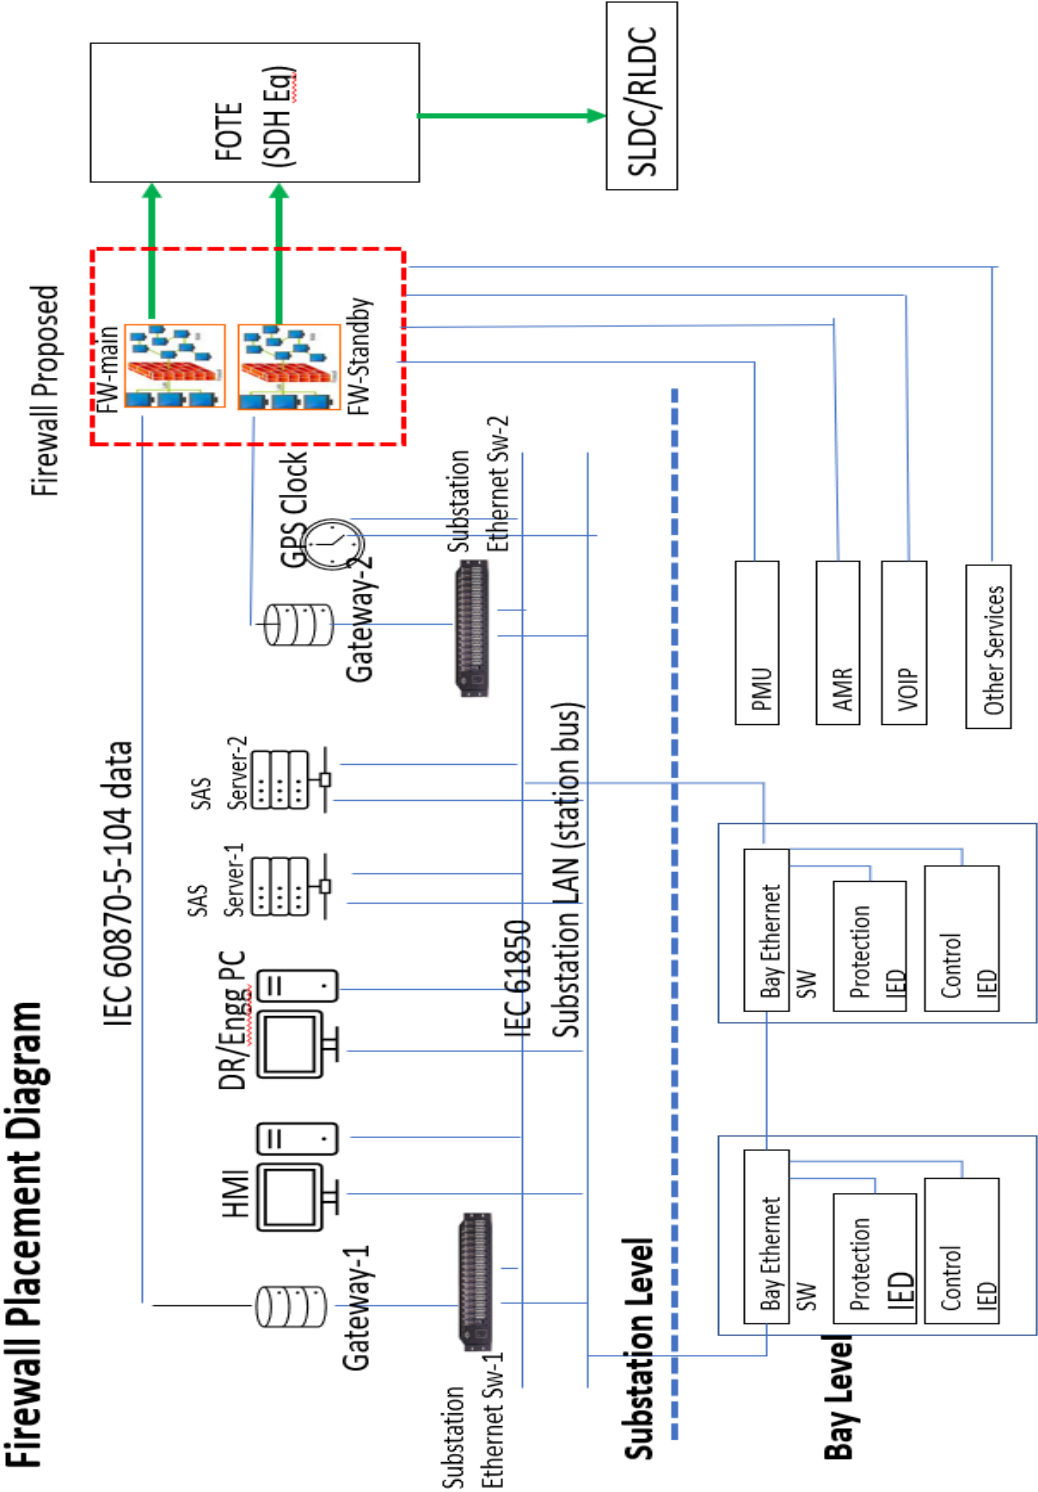 Firewall Placement Diagram
Firewall Proposed
IEC 60870-5-104 data
FW-main
FW-Standby
FOTE
(SDH Eq)
SLDC/RLDC
Gateway-1
HMI
DR/Engg PC
SAS
Server-1
SAS
Server-2
Gateway-2
GPS Clock
Substation
Ethernet Sw-1
Substation
Ethernet Sw-2
IEC 61850
Substation LAN (station bus)
Substation Level
Bay Level
Bay Ethernet
SW
Protection
IED
Control
IED
Bay Ethernet
SW
Protection
IED
Control
IED
PMU
AMR
VOIP
Other Services